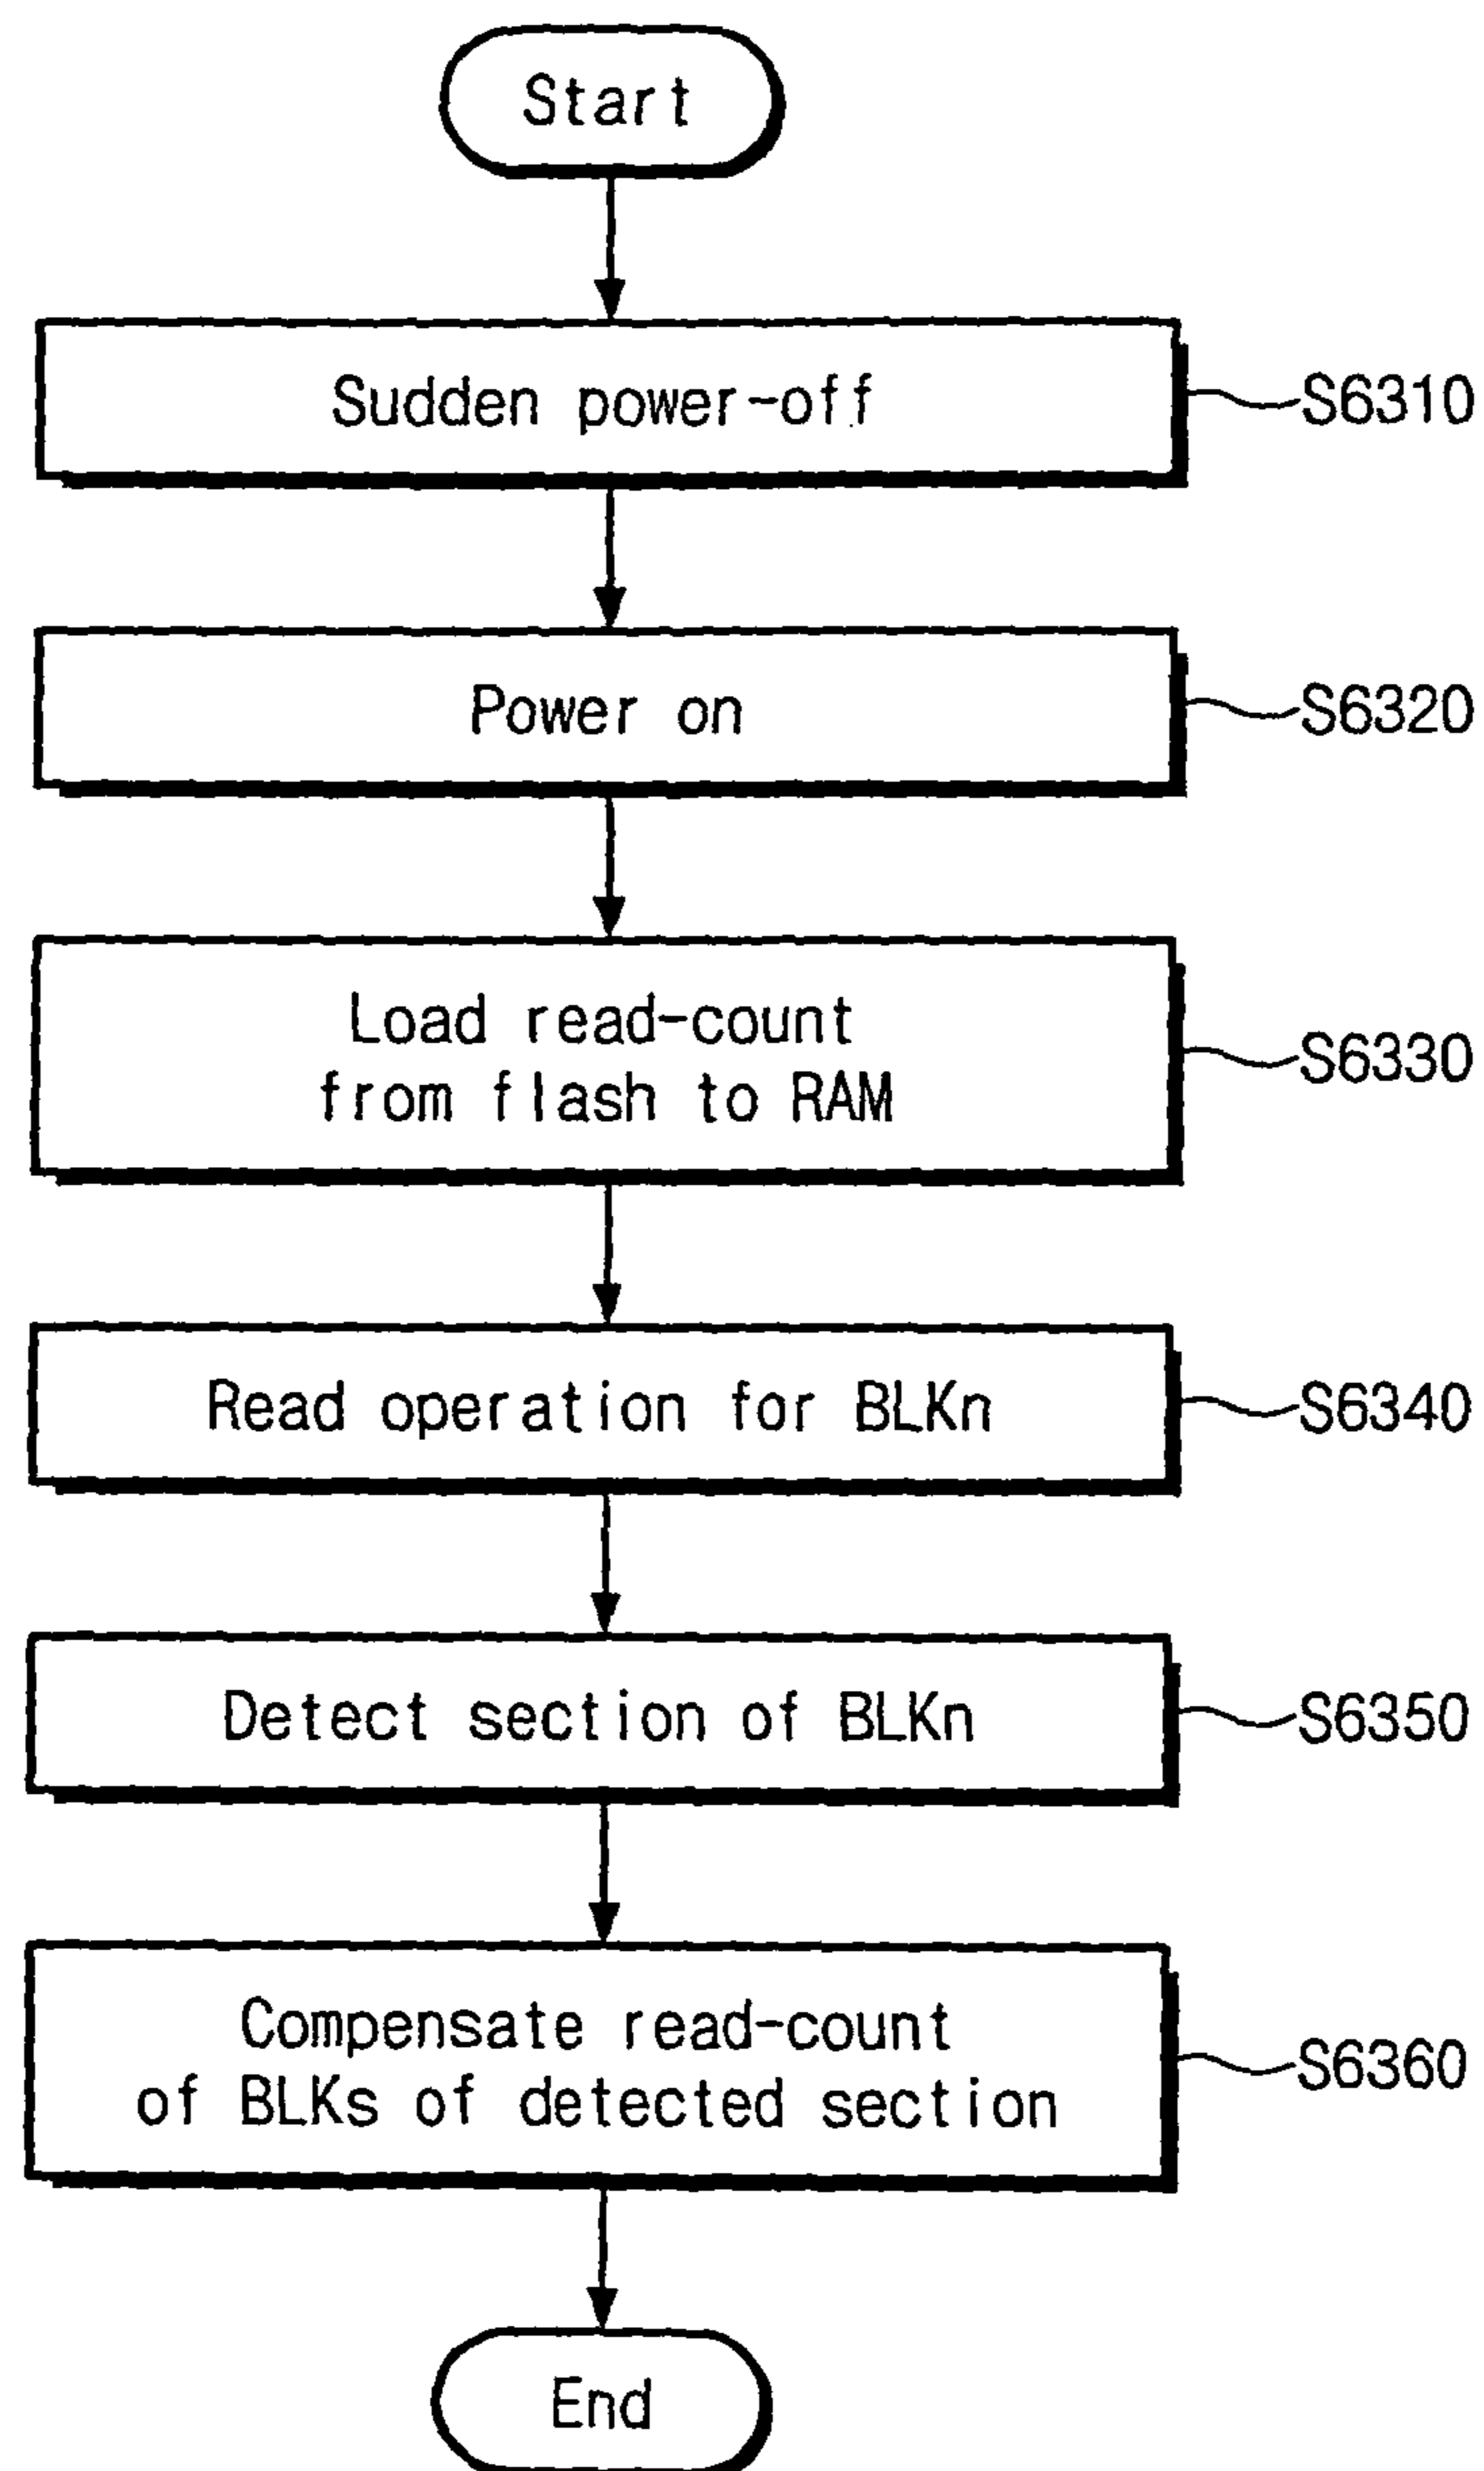 Start
Sudden power-off
S6310
Power on
S6320
Load read-count
from flash to RAM
S6330
Read operation for BLKn
S6340
Detect section of BLKn
S6350
Compensate read-count
of BLKs of detected section
S6360
End